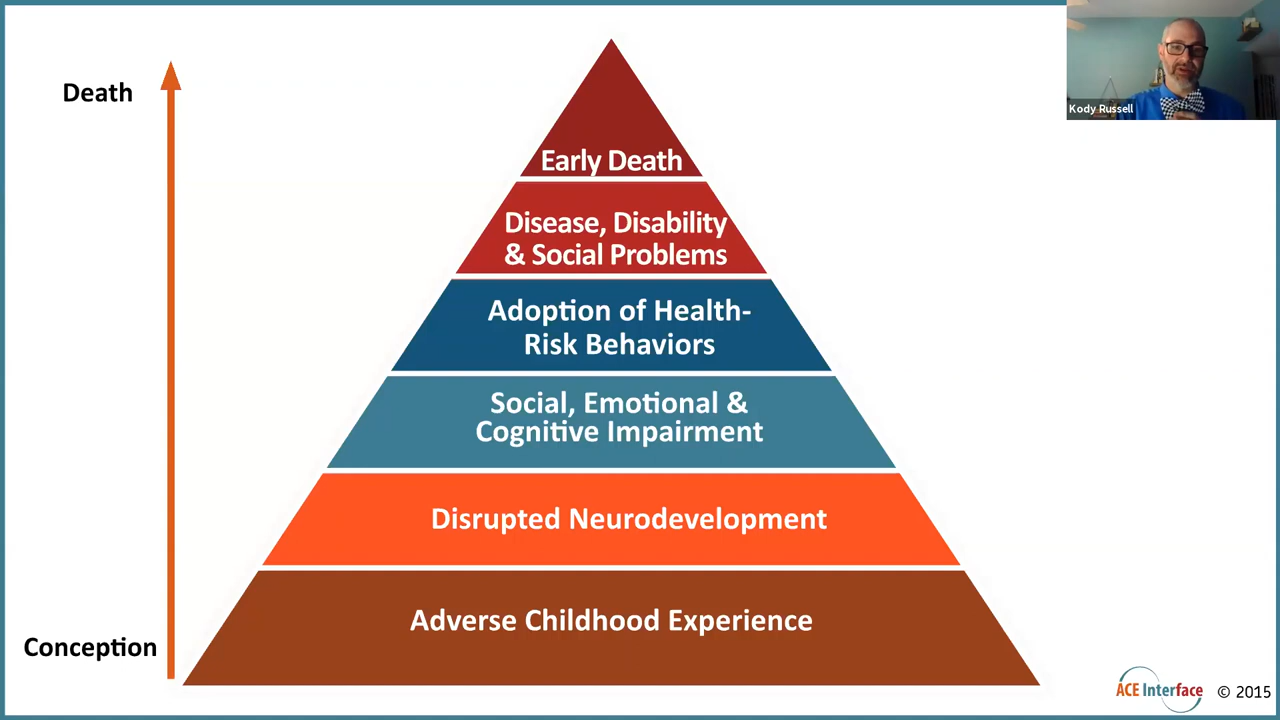 Death
Kody Russell
Early Death
Disease, Disability
& Social Problems
Adoption of Health-
Risk Behaviors
Social, Emotional &
Cognitive Impairment
Disrupted Neurodevelopment
Adverse Childhood Experience
Conception
ACE Interface © 2015